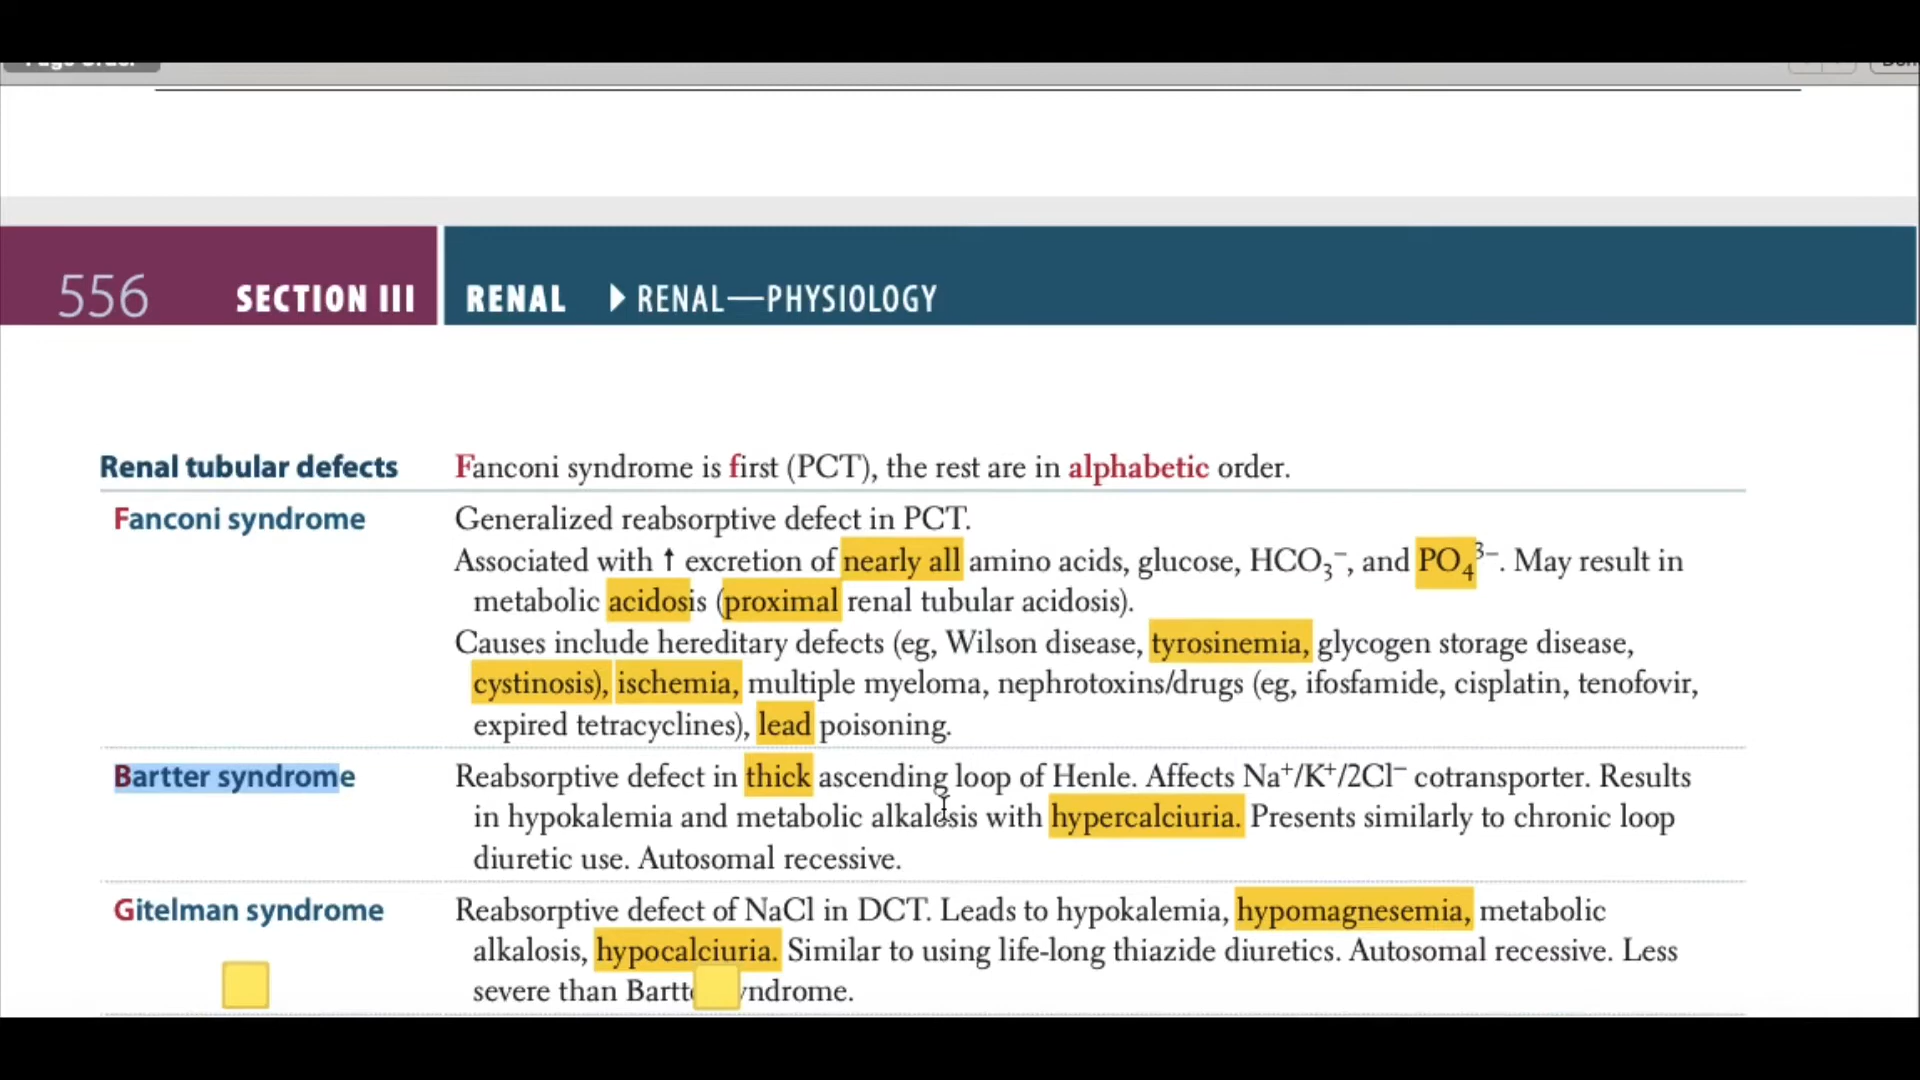 556 SECTION III RENAL ▶ RENAL—PHYSIOLOGY
Renal tubular defects Fanconi syndrome is first (PCT), the rest are in alphabetic order.
Fanconi syndrome Generalized reabsorptive defect in PCT.
Associated with ↑ excretion of nearly all amino acids, glucose, HCO₃⁻, and PO₄³⁻. May result in
metabolic acidosis (proximal renal tubular acidosis).
Causes include hereditary defects (eg, Wilson disease, tyrosinemia, glycogen storage disease,
cystinosis), ischemia, multiple myeloma, nephrotoxins/drugs (eg, ifosfamide, cisplatin, tenofovir,
expired tetracyclines), lead poisoning.
Bartter syndrome Reabsorptive defect in thick ascending loop of Henle. Affects Na⁺/K⁺/2Cl⁻ cotransporter. Results
in hypokalemia and metabolic alkalosis with hypercalciuria. Presents similarly to chronic loop
diuretic use. Autosomal recessive.
Gitelman syndrome Reabsorptive defect of NaCl in DCT. Leads to hypokalemia, hypomagnesemia, metabolic
alkalosis, hypocalciuria. Similar to using life-long thiazide diuretics. Autosomal recessive. Less
severe than